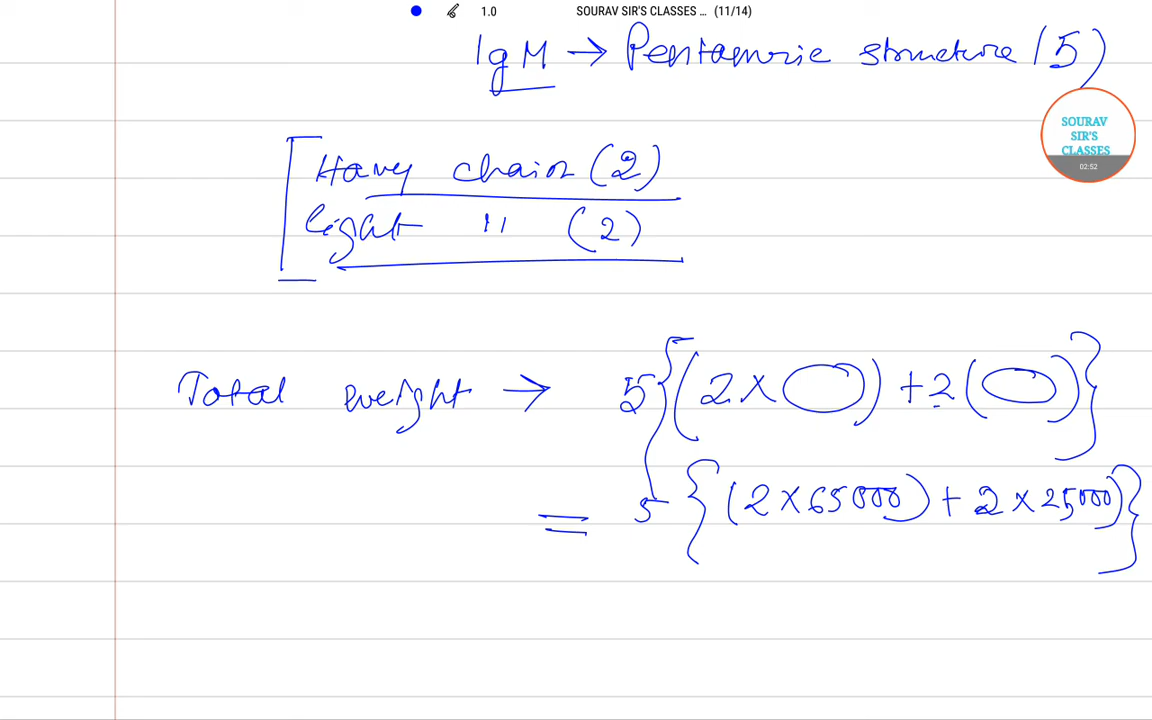 1.0 SOURAV SIR'S CLASSES ... (11/14)
IgM → Pentameric structure (5)
SOURAV
SIR'S
CLASSES
02:52
Heavy chain (2)
light " (2)
Total weight → 5{(2 × ) + 2 ( )}
= 5 {(2 × 65000) + 2 × 25000)}